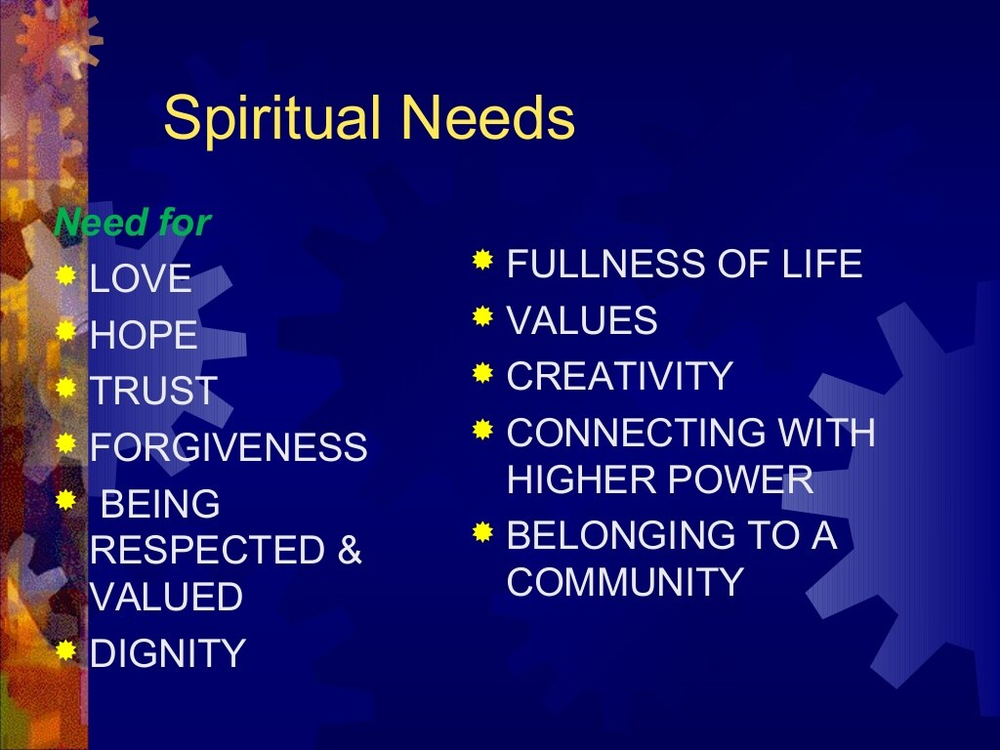 Spiritual Needs
Need for
LOVE
HOPE
TRUST
FORGIVENESS
BEING
RESPECTED &
VALUED
DIGNITY
FULLNESS OF LIFE
VALUES
CREATIVITY
CONNECTING WITH
HIGHER POWER
BELONGING TO A
COMMUNITY